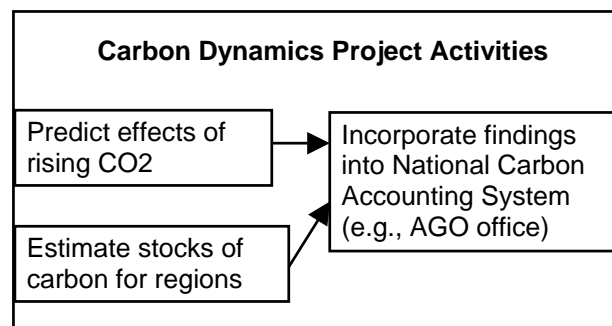 Carbon Dynamics Project Activities
Predict effects of
rising CO2
Incorporate findings
into National Carbon
Accounting System
(e.g., AGO office)
Estimate stocks of
carbon for regions